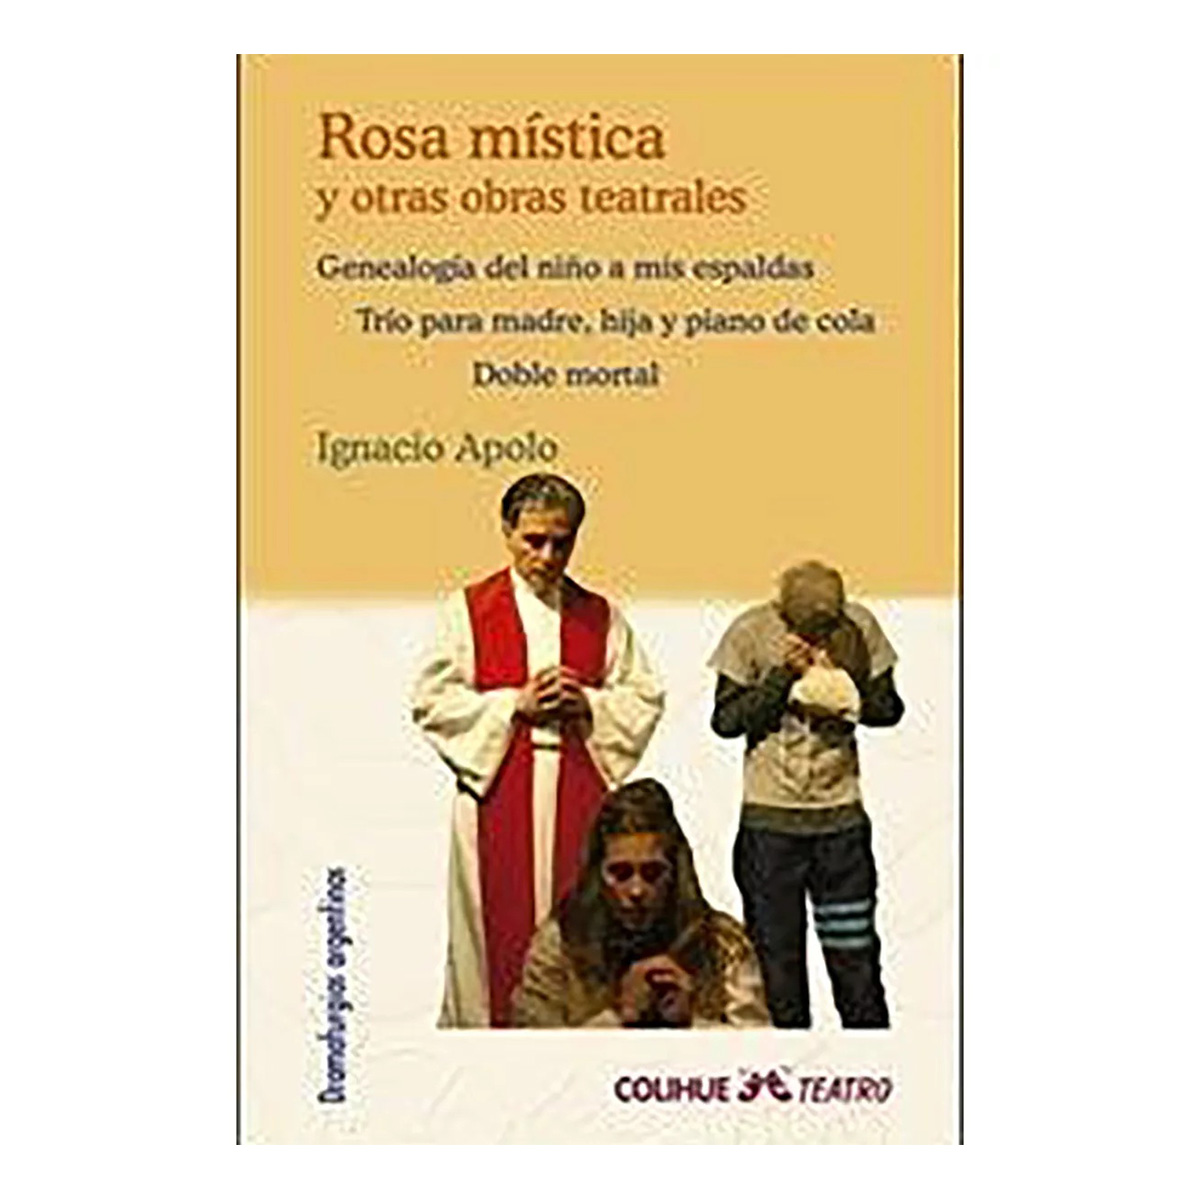 Rosa mística
y otras obras teatrales
Genealogía del niño a mis espaldas
Trío para madre, hija y piano de cola
Doble mortal
Ignacio Apolo
Dramaturgias argentinas
COLIHUE TEATRO